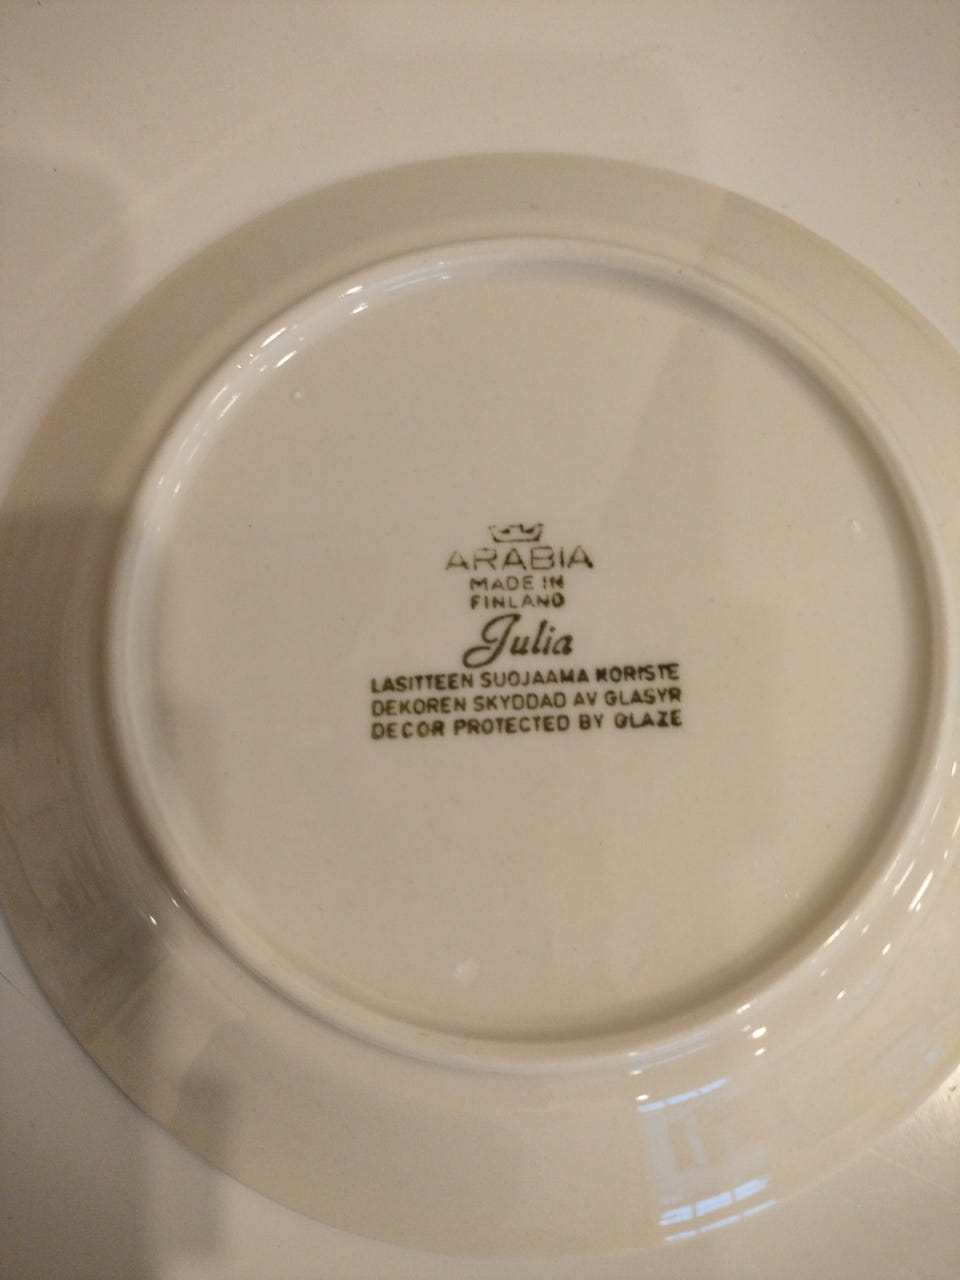 ARABIA
MADE IN
FINLAND
Julia
LASITTEEN SUOJAAMA KORISTE
DEKOREN SKYDDAD AV GLASYR
DECOR PROTECTED BY GLAZE